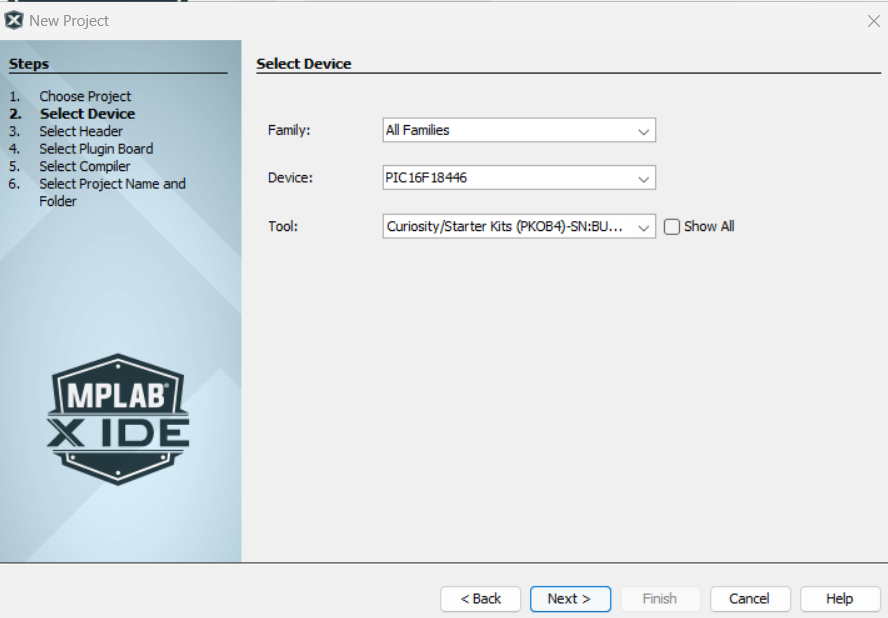 New Project
Steps
1. Choose Project
2. Select Device
3. Select Header
4. Select Plugin Board
5. Select Compiler
6. Select Project Name and
Folder
MPLAB®
X IDE
Select Device
Family: All Families
Device: PIC16F18446
Tool: Curiosity/Starter Kits (PKOB4)-SN:BU... Show All
< Back Next > Finish Cancel Help